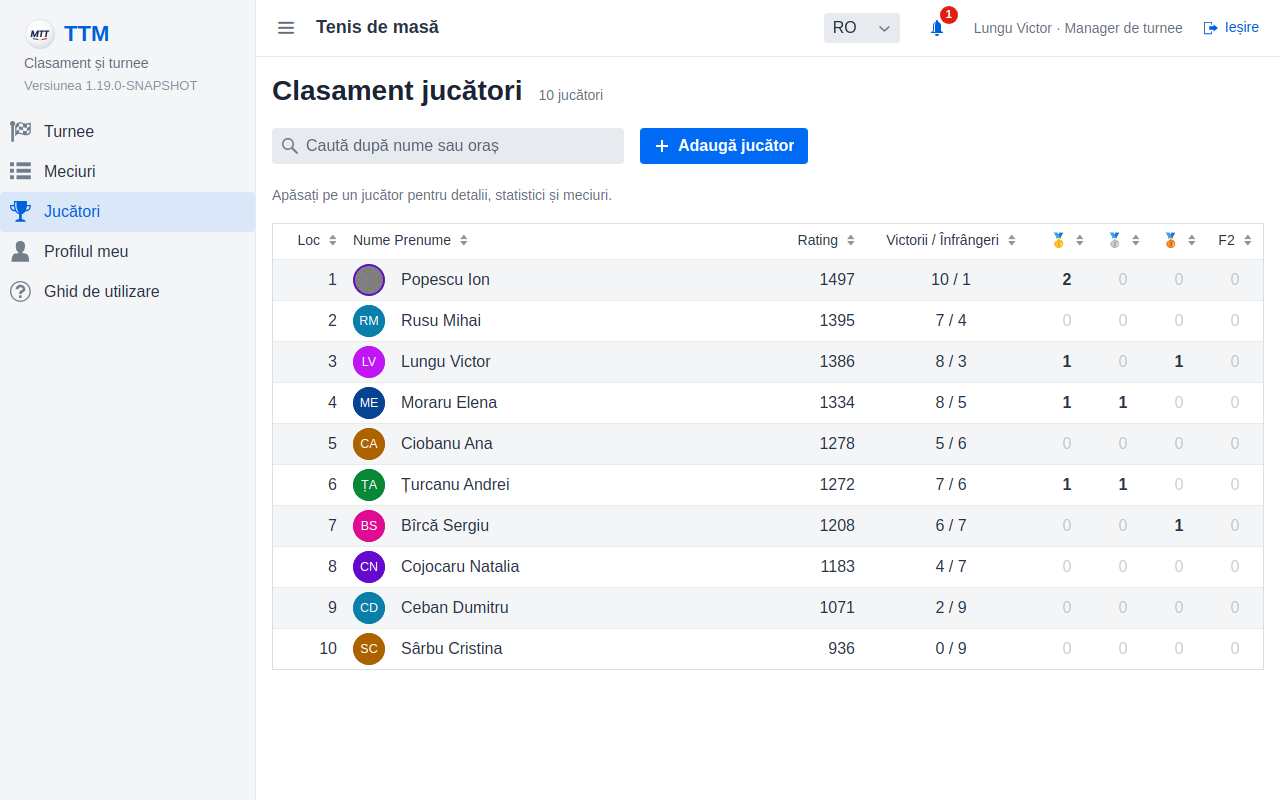 MTT
TTM
Clasament și turnee
Versiunea 1.19.0-SNAPSHOT
Turnee
Meciuri
Jucători
Profilul meu
Ghid de utilizare
Tenis de masă
RO
1
Lungu Victor · Manager de turnee
Ieșire
Clasament jucători
10 jucători
Caută după nume sau oraș
Adaugă jucător
Apăsați pe un jucător pentru detalii, statistici și meciuri.
Loc Nume Prenume Rating Victorii / Înfrângeri 🥇 🥈 🥉 F2
1 Popescu Ion 1497 10 / 1 2 0 0 0
2 RM Rusu Mihai 1395 7 / 4 0 0 0 0
3 LV Lungu Victor 1386 8 / 3 1 0 1 0
4 ME Moraru Elena 1334 8 / 5 1 1 0 0
5 CA Ciobanu Ana 1278 5 / 6 0 0 0 0
6 ȚA Țurcanu Andrei 1272 7 / 6 1 1 0 0
7 BS Bîrcă Sergiu 1208 6 / 7 0 0 1 0
8 CN Cojocaru Natalia 1183 4 / 7 0 0 0 0
9 CD Ceban Dumitru 1071 2 / 9 0 0 0 0
10 SC Sârbu Cristina 936 0 / 9 0 0 0 0